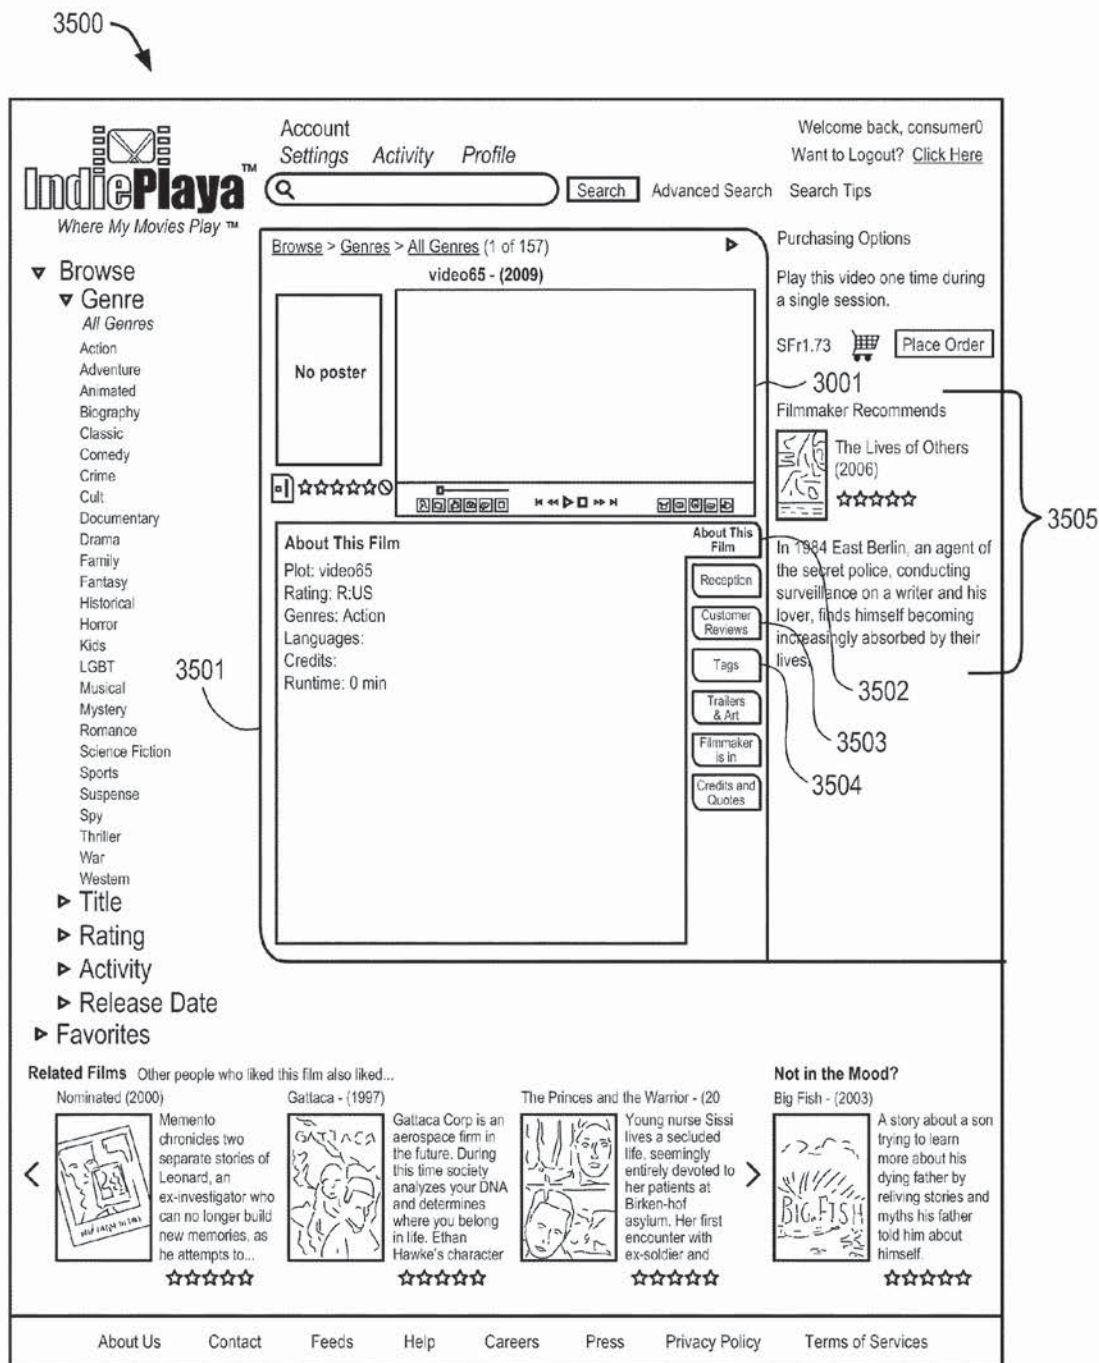 3500
IndiePlaya™
Where My Movies Play ™
Account
Settings Activity Profile
Welcome back, consumer0
Want to Logout? Click Here
Search Advanced Search Search Tips
Browse
Genre
All Genres
Action
Adventure
Animated
Biography
Classic
Comedy
Crime
Cult
Documentary
Drama
Family
Fantasy
Historical
Horror
Kids
LGBT
Musical
Mystery
Romance
Science Fiction
Sports
Suspense
Spy
Thriller
War
Western
Title
Rating
Activity
Release Date
Favorites
Browse > Genres > All Genres (1 of 157)
video65 - (2009)
No poster
3001
About This Film
Plot: video65
Rating: R:US
Genres: Action
Languages:
Credits:
Runtime: 0 min
3501
About This
Film
Reception
Customer
Reviews
Tags
Trailers
& Art
Filmmaker
is in
Credits and
Quotes
3502
3503
3504
Purchasing Options
Play this video one time during
a single session.
SFr1.73 Place Order
Filmmaker Recommends
The Lives of Others
(2006)
In 1984 East Berlin, an agent of
the secret police, conducting
surveillance on a writer and his
lover, finds himself becoming
increasingly absorbed by their
lives.
3505
Related Films Other people who liked this film also liked...
Nominated (2000)
Memento
chronicles two
separate stories of
Leonard, an
ex-investigator who
can no longer build
new memories, as
he attempts to...
Gattaca - (1997)
GATTACA
Gattaca Corp is an
aerospace firm in
the future. During
this time society
analyzes your DNA
and determines
where you belong
in life. Ethan
Hawke's character
The Princes and the Warrior - (20
Young nurse Sissi
lives a secluded
life, seemingly
entirely devoted to
her patients at
Birken-hof
asylum. Her first
encounter with
ex-soldier and
Not in the Mood?
Big Fish - (2003)
BIG FISH
A story about a son
trying to learn
more about his
dying father by
reliving stories and
myths his father
told him about
himself.
About Us Contact Feeds Help Careers Press Privacy Policy Terms of Services